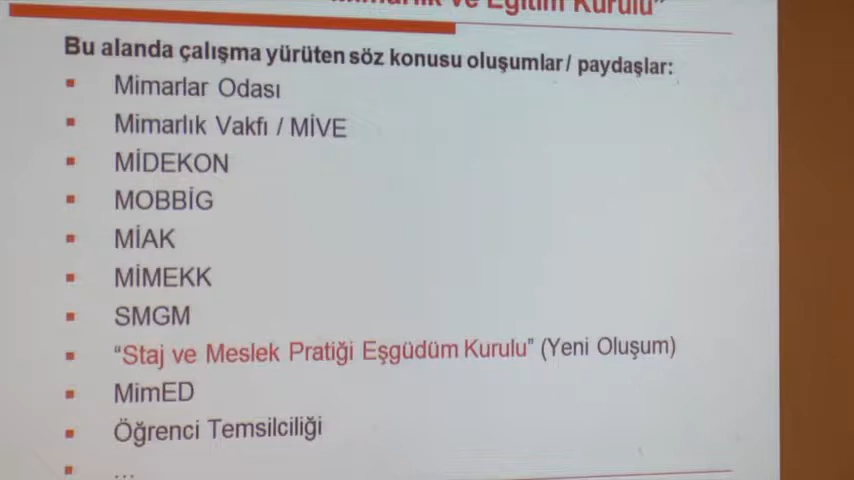 Mimarlık ve Eğitim Kurulu”
Bu alanda çalışma yürüten söz konusu oluşumlar/ paydaşlar:
Mimarlar Odası
Mimarlık Vakfı / MİVE
MİDEKON
MOBBİG
MİAK
MİMEKK
SMGM
“Staj ve Meslek Pratiği Eşgüdüm Kurulu” (Yeni Oluşum)
MimED
Öğrenci Temsilciliği
...